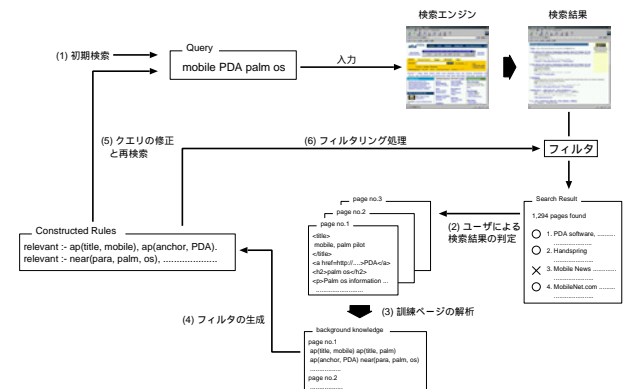 検索エンジン
検索結果
(1) 初期検索
Query
mobile PDA palm os
入力
(5) クエリの修正
と再検索
(6) フィルタリング処理
フィルタ
Search Result
1,294 pages found
1. PDA software, .........
.....................
2. Handspring
.....................
3. Mobile News ............
.....................
4. MobileNet.com .........
.....................
(2) ユーザによる
検索結果の判定
page no.3
page no.2
page no.1
<title>
mobile, palm pilot
</title>
<a href=http://....>PDA</a>
<h2>palm os</h2>
<p>Palm os information ...
.........................
Constructed Rules
relevant :- ap(title, mobile), ap(anchor, PDA).
relevant :- near(para, palm, os), .....................
(3) 訓練ページの解析
(4) フィルタの生成
background knowledge
page no.1
ap(title, mobile) ap(title, palm)
ap(anchor, PDA) near(para, palm, os)
.................
page no.2
.................